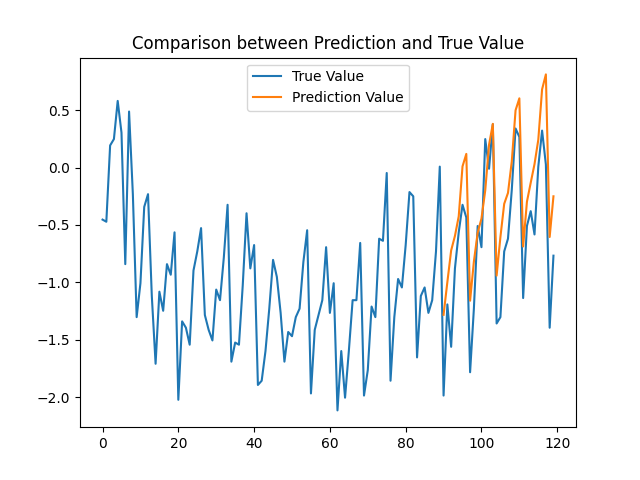 Comparison between Prediction and True Value
True Value
Prediction Value
0.5
0.0
−0.5
−1.0
−1.5
−2.0
0 20 40 60 80 100 120